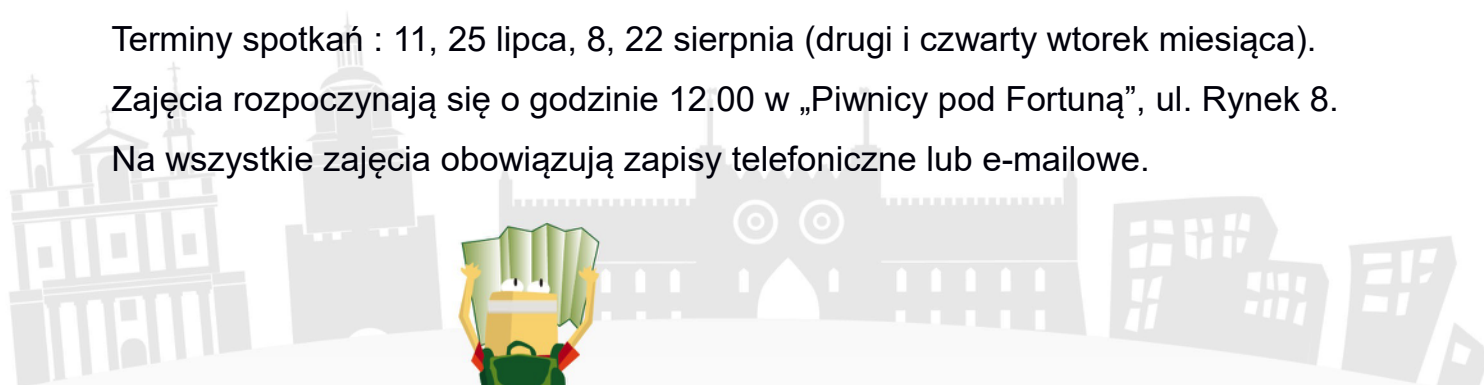 Terminy spotkań : 11, 25 lipca, 8, 22 sierpnia (drugi i czwarty wtorek miesiąca).
Zajęcia rozpoczynają się o godzinie 12.00 w „Piwnicy pod Fortuną”, ul. Rynek 8.
Na wszystkie zajęcia obowiązują zapisy telefoniczne lub e-mailowe.